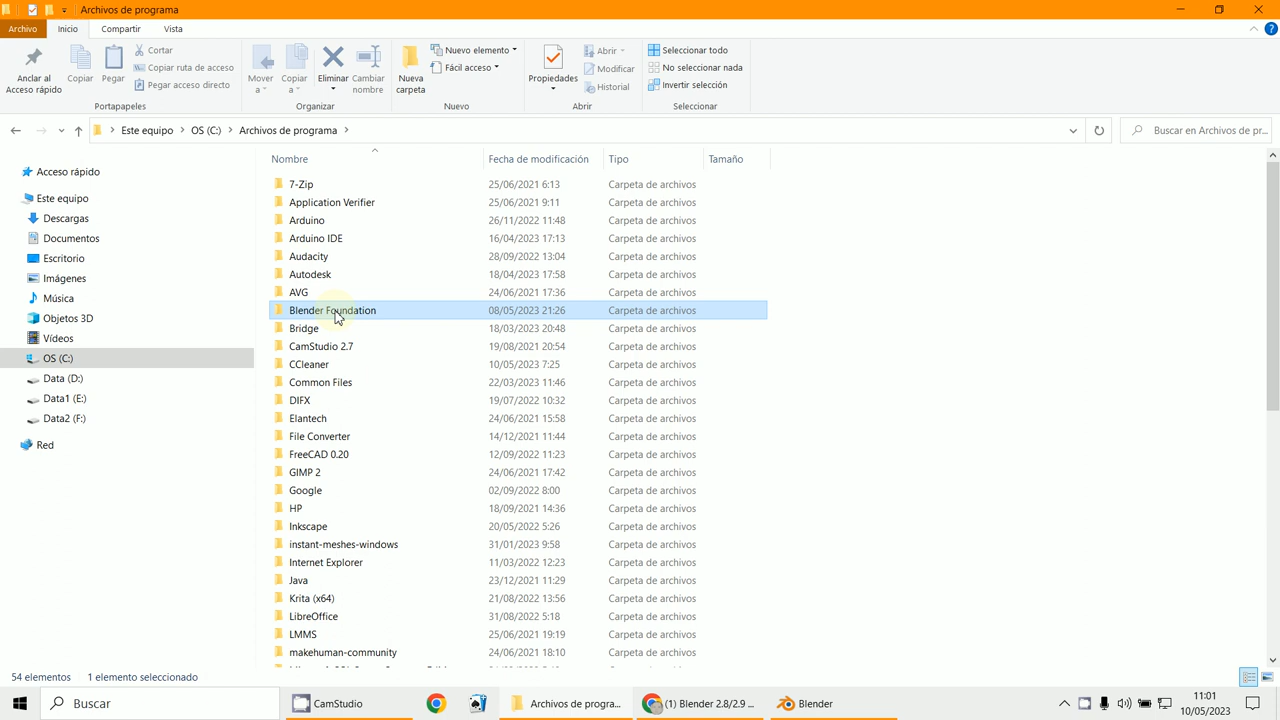 Archivos de programa
Archivo Inicio Compartir Vista
Anclar al Acceso rápido
Copiar
Pegar
Cortar
Copiar ruta de acceso
Pegar acceso directo
Portapapeles
Mover a
Copiar a
Eliminar
Cambiar nombre
Organizar
Nueva carpeta
Nuevo elemento
Fácil acceso
Nuevo
Propiedades
Abrir
Modificar
Historial
Abrir
Seleccionar todo
No seleccionar nada
Invertir selección
Seleccionar
Este equipo OS (C:) Archivos de programa
Buscar en Archivos de pr...
Acceso rápido
Este equipo
Descargas
Documentos
Escritorio
Imágenes
Música
Objetos 3D
Vídeos
OS (C:)
Data (D:)
Data1 (E:)
Data2 (F:)
Red
Nombre Fecha de modificación Tipo Tamaño
7-Zip 25/06/2021 6:13 Carpeta de archivos
Application Verifier 25/06/2021 9:11 Carpeta de archivos
Arduino 26/11/2022 11:48 Carpeta de archivos
Arduino IDE 16/04/2023 17:13 Carpeta de archivos
Audacity 28/09/2022 13:04 Carpeta de archivos
Autodesk 18/04/2023 17:58 Carpeta de archivos
AVG 24/06/2021 17:36 Carpeta de archivos
Blender Foundation 08/05/2023 21:26 Carpeta de archivos
Bridge 18/03/2023 20:48 Carpeta de archivos
CamStudio 2.7 19/08/2021 20:54 Carpeta de archivos
CCleaner 10/05/2023 7:25 Carpeta de archivos
Common Files 22/03/2023 11:46 Carpeta de archivos
DIFX 19/07/2022 10:32 Carpeta de archivos
Elantech 24/06/2021 15:58 Carpeta de archivos
File Converter 14/12/2021 11:44 Carpeta de archivos
FreeCAD 0.20 12/09/2022 11:23 Carpeta de archivos
GIMP 2 24/06/2021 17:42 Carpeta de archivos
Google 02/09/2022 8:00 Carpeta de archivos
HP 18/09/2021 14:36 Carpeta de archivos
Inkscape 20/05/2022 5:26 Carpeta de archivos
instant-meshes-windows 31/01/2023 9:58 Carpeta de archivos
Internet Explorer 11/03/2022 12:23 Carpeta de archivos
Java 23/12/2021 11:29 Carpeta de archivos
Krita (x64) 21/08/2022 13:56 Carpeta de archivos
LibreOffice 31/08/2022 5:18 Carpeta de archivos
LMMS 25/06/2021 19:19 Carpeta de archivos
makehuman-community 24/06/2021 18:10 Carpeta de archivos
54 elementos 1 elemento seleccionado
Buscar
CamStudio
Archivos de progra...
(1) Blender 2.8/2.9 ...
Blender
11:01
10/05/2023